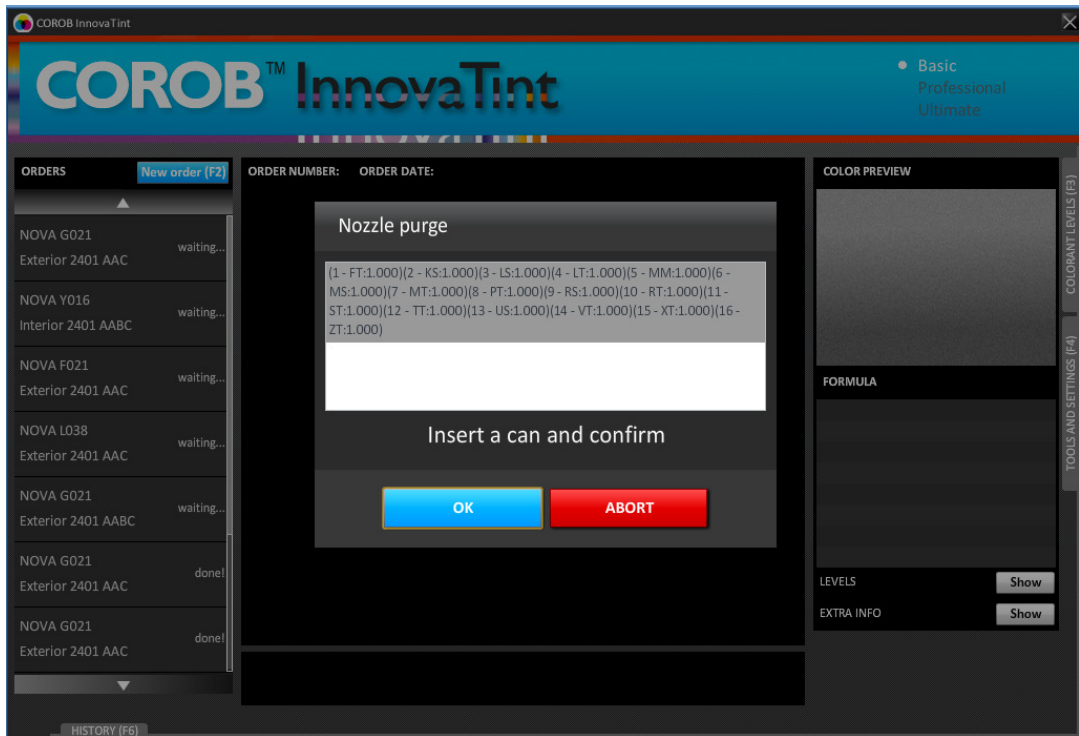 COROB InnovaTint
COROB™ InnovaTint
Basic
Professional
Ultimate
ORDERS
New order (F2)
NOVA G021
Exterior 2401 AAC
waiting...
NOVA Y016
Interior 2401 AABC
waiting...
NOVA F021
Exterior 2401 AAC
waiting...
NOVA L038
Exterior 2401 AAC
waiting...
NOVA G021
Exterior 2401 AABC
waiting...
NOVA G021
Exterior 2401 AAC
done!
NOVA G021
Exterior 2401 AAC
done!
HISTORY (F6)
ORDER NUMBER: ORDER DATE:
Nozzle purge
(1 - FT:1.000)(2 - KS:1.000)(3 - LS:1.000)(4 - LT:1.000)(5 - MM:1.000)(6 -
MS:1.000)(7 - MT:1.000)(8 - PT:1.000)(9 - RS:1.000)(10 - RT:1.000)(11 -
ST:1.000)(12 - TT:1.000)(13 - US:1.000)(14 - VT:1.000)(15 - XT:1.000)(16 -
ZT:1.000)
Insert a can and confirm
OK
ABORT
COLOR PREVIEW
FORMULA
LEVELS
Show
EXTRA INFO
Show
COLORANT LEVELS (F3)
TOOLS AND SETTINGS (F4)